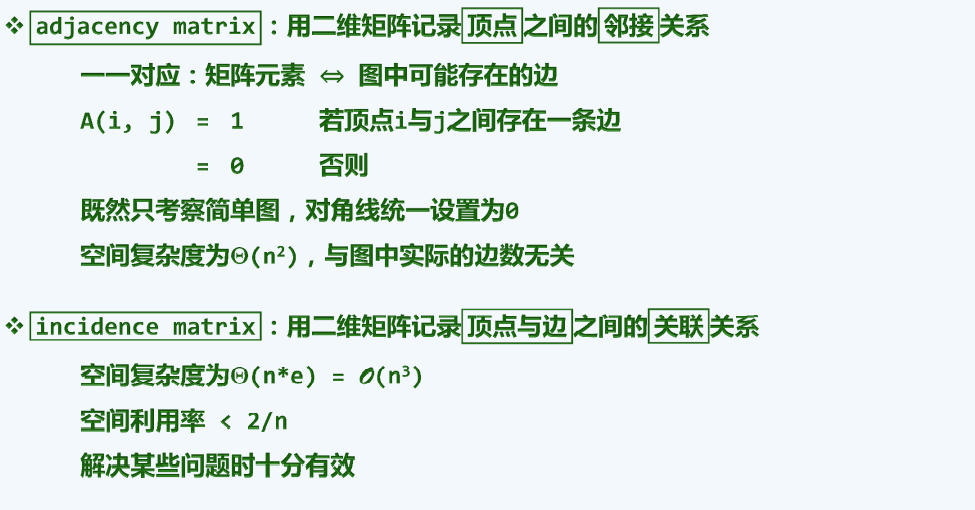 ❖ adjacency matrix：用二维矩阵记录顶点之间的邻接关系
一一对应：矩阵元素 ⇔ 图中可能存在的边
A(i, j) = 1 若顶点i与j之间存在一条边
= 0 否则
既然只考察简单图，对角线统一设置为0
空间复杂度为Θ(n²)，与图中实际的边数无关
❖ incidence matrix：用二维矩阵记录顶点与边之间的关联关系
空间复杂度为Θ(n*e) = 𝒪(n³)
空间利用率 < 2/n
解决某些问题时十分有效